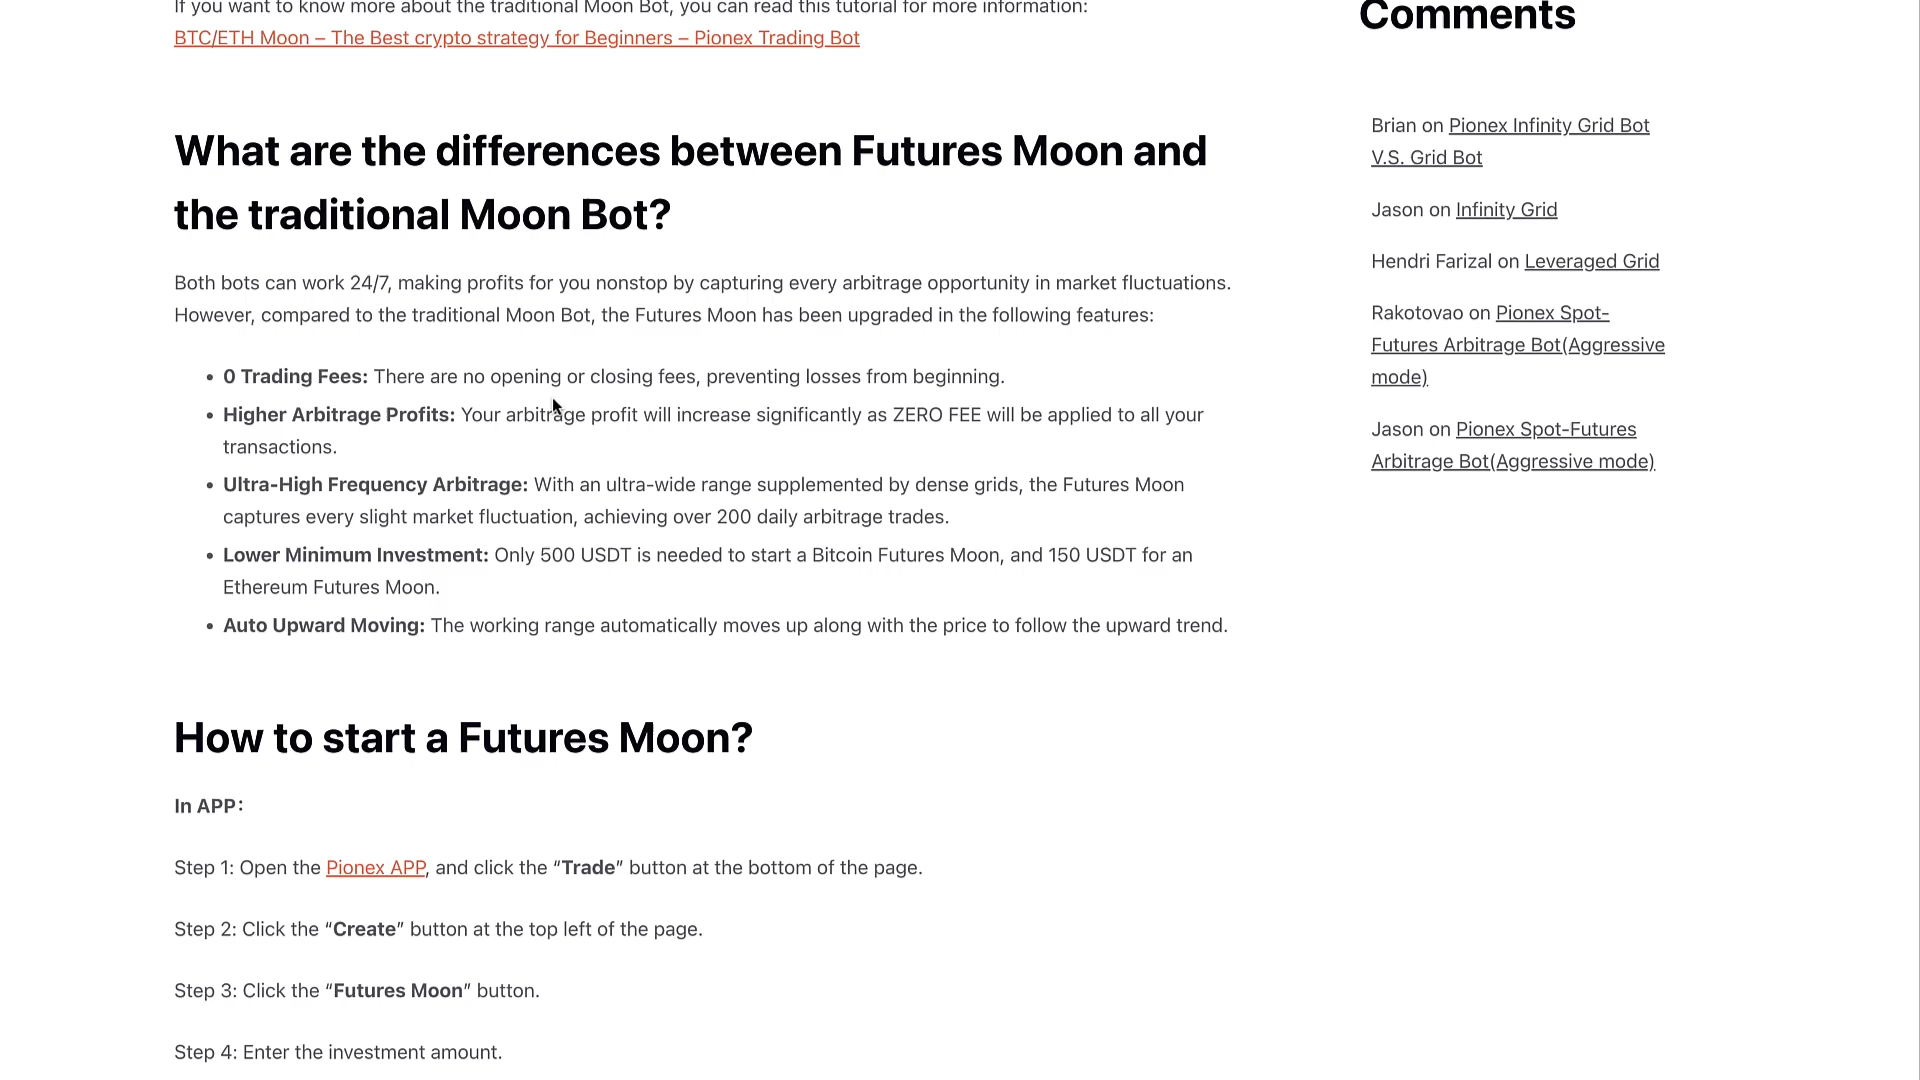 If you want to know more about the traditional Moon Bot, you can read this tutorial for more information:
BTC/ETH Moon – The Best crypto strategy for Beginners – Pionex Trading Bot
What are the differences between Futures Moon and
the traditional Moon Bot?
Both bots can work 24/7, making profits for you nonstop by capturing every arbitrage opportunity in market fluctuations.
However, compared to the traditional Moon Bot, the Futures Moon has been upgraded in the following features:
• 0 Trading Fees: There are no opening or closing fees, preventing losses from beginning.
• Higher Arbitrage Profits: Your arbitrage profit will increase significantly as ZERO FEE will be applied to all your
transactions.
• Ultra-High Frequency Arbitrage: With an ultra-wide range supplemented by dense grids, the Futures Moon
captures every slight market fluctuation, achieving over 200 daily arbitrage trades.
• Lower Minimum Investment: Only 500 USDT is needed to start a Bitcoin Futures Moon, and 150 USDT for an
Ethereum Futures Moon.
• Auto Upward Moving: The working range automatically moves up along with the price to follow the upward trend.
How to start a Futures Moon?
In APP:
Step 1: Open the Pionex APP, and click the “Trade” button at the bottom of the page.
Step 2: Click the “Create” button at the top left of the page.
Step 3: Click the “Futures Moon” button.
Step 4: Enter the investment amount.
Comments
Brian on Pionex Infinity Grid Bot
V.S. Grid Bot
Jason on Infinity Grid
Hendri Farizal on Leveraged Grid
Rakotovao on Pionex Spot-
Futures Arbitrage Bot(Aggressive
mode)
Jason on Pionex Spot-Futures
Arbitrage Bot(Aggressive mode)